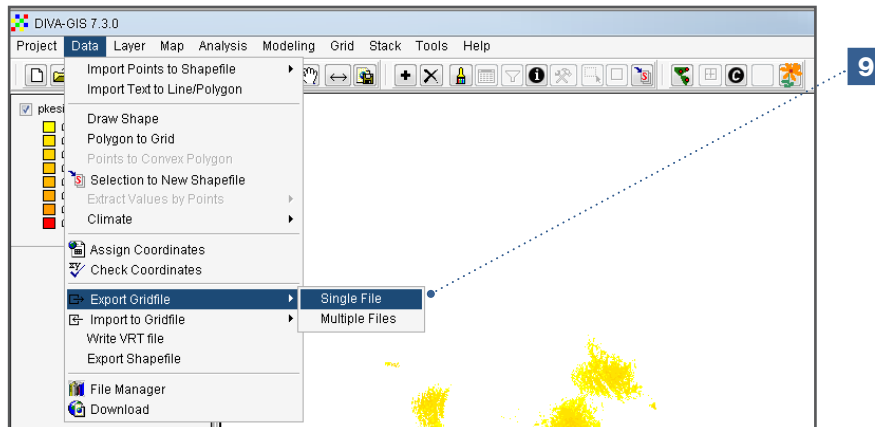 DIVA-GIS 7.3.0
Project Data Layer Map Analysis Modeling Grid Stack Tools Help
9
Import Points to Shapefile
Import Text to Line/Polygon
pkesi
Draw Shape
Polygon to Grid
Points to Convex Polygon
Selection to New Shapefile
Extract Values by Points
Climate
Assign Coordinates
Check Coordinates
Export Gridfile
Single File
Import to Gridfile
Multiple Files
Write VRT file
Export Shapefile
File Manager
Download